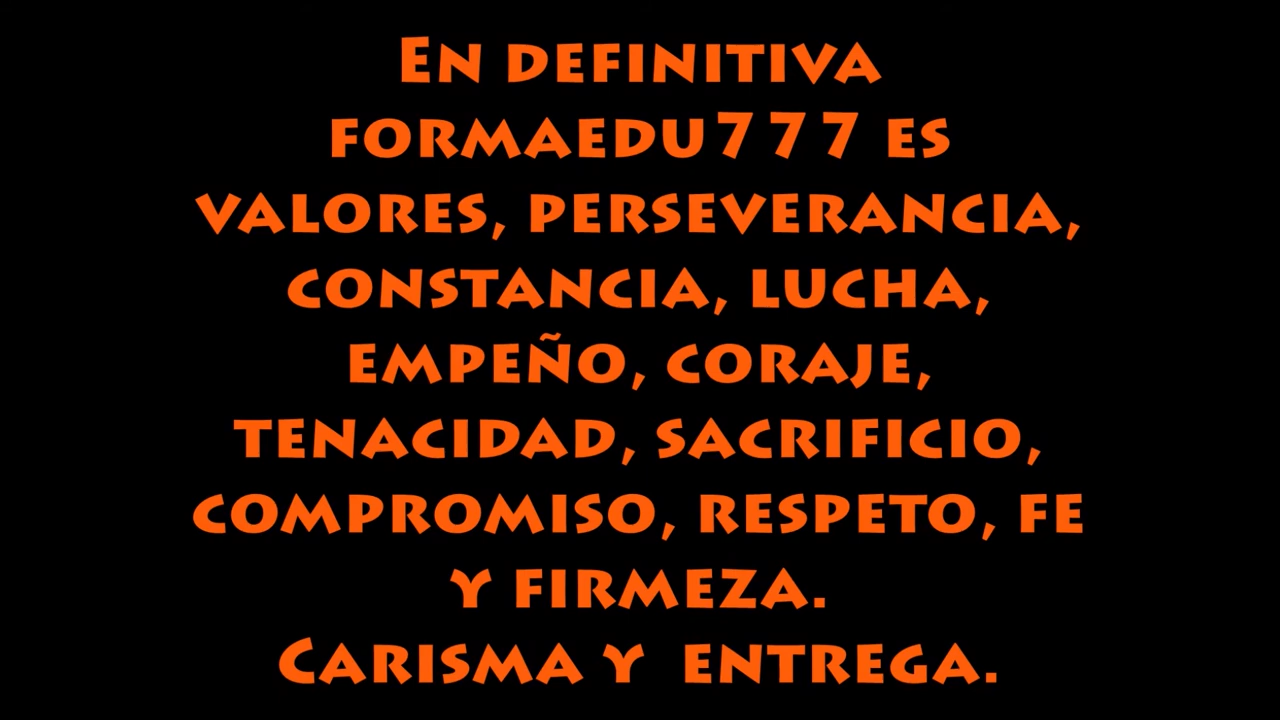 En definitiva
formaedu777 es
valores, perseverancia,
constancia, lucha,
empeño, coraje,
tenacidad, sacrificio,
compromiso, respeto, fe
y firmeza.
Carisma y entrega.